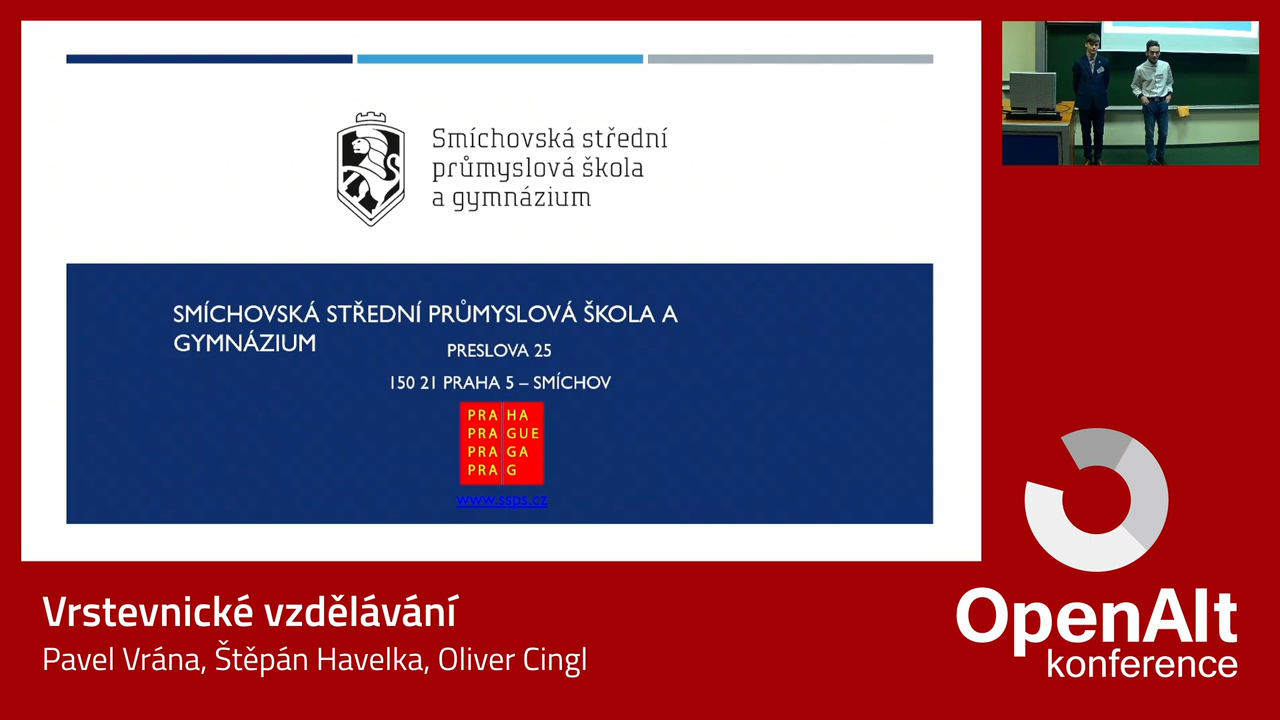 Smíchovská střední
průmyslová škola
a gymnázium
SMÍCHOVSKÁ STŘEDNÍ PRŮMYSLOVÁ ŠKOLA A
GYMNÁZIUM
PRESLOVA 25
150 21 PRAHA 5 – SMÍCHOV
PRA HA
PRA GUE
PRA GA
PRA G
www.ssps.cz
Vrstevnické vzdělávání
Pavel Vrána, Štěpán Havelka, Oliver Cingl
OpenAlt
konference